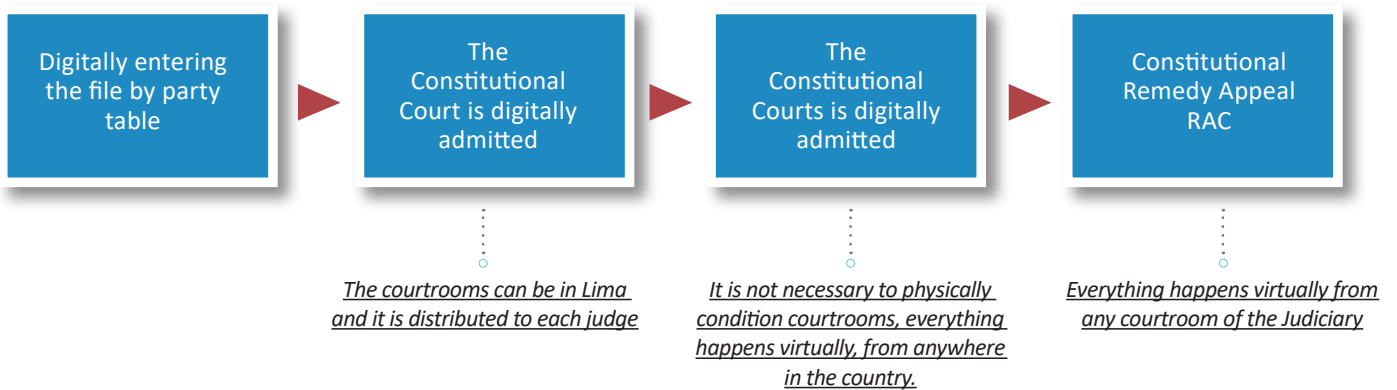 Digitally entering
the file by party
table
The
Constitutional
Court is digitally
admitted
The
Constitutional
Courts is digitally
admitted
Constitutional
Remedy Appeal
RAC
The courtrooms can be in Lima
and it is distributed to each judge
It is not necessary to physically
condition courtrooms, everything
happens virtually, from anywhere
in the country.
Everything happens virtually from
any courtroom of the Judiciary